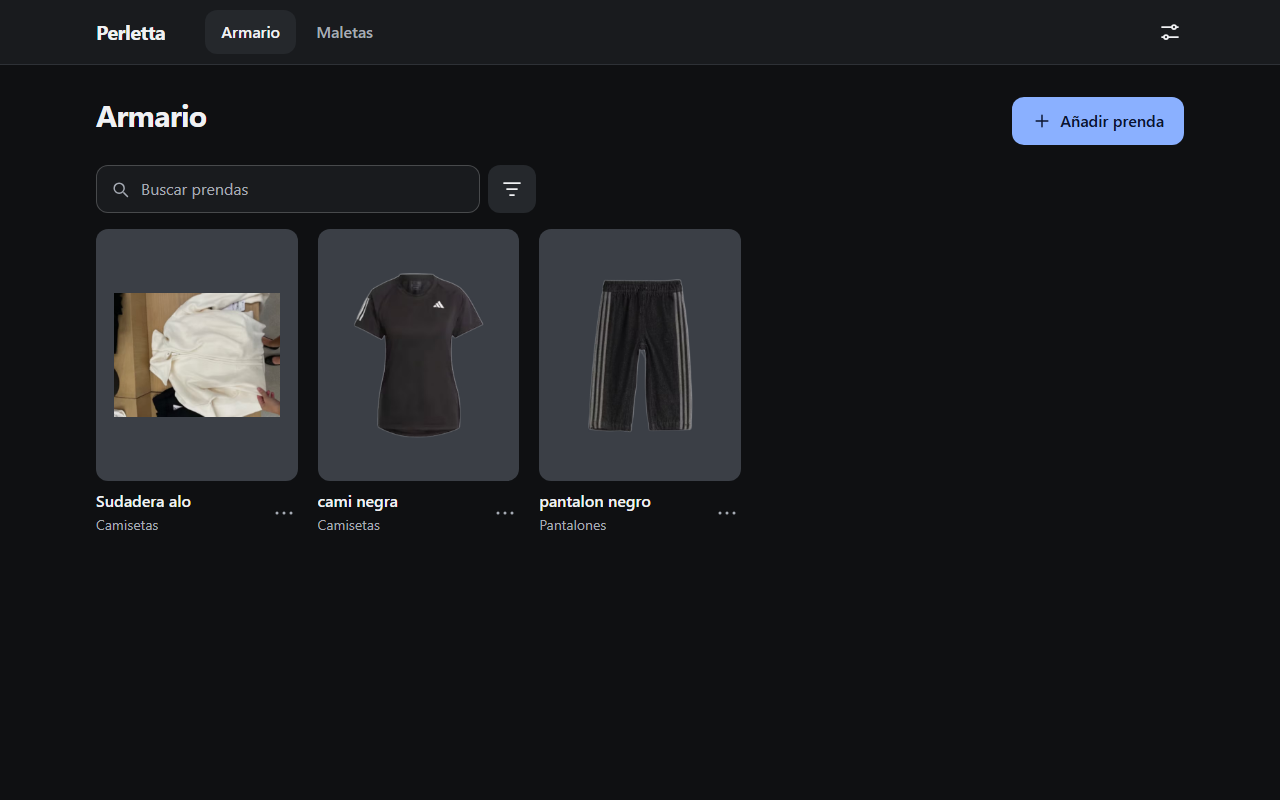 Perletta
Armario
Maletas
Armario
Añadir prenda
Buscar prendas
Sudadera alo
Camisetas
cami negra
Camisetas
pantalon negro
Pantalones